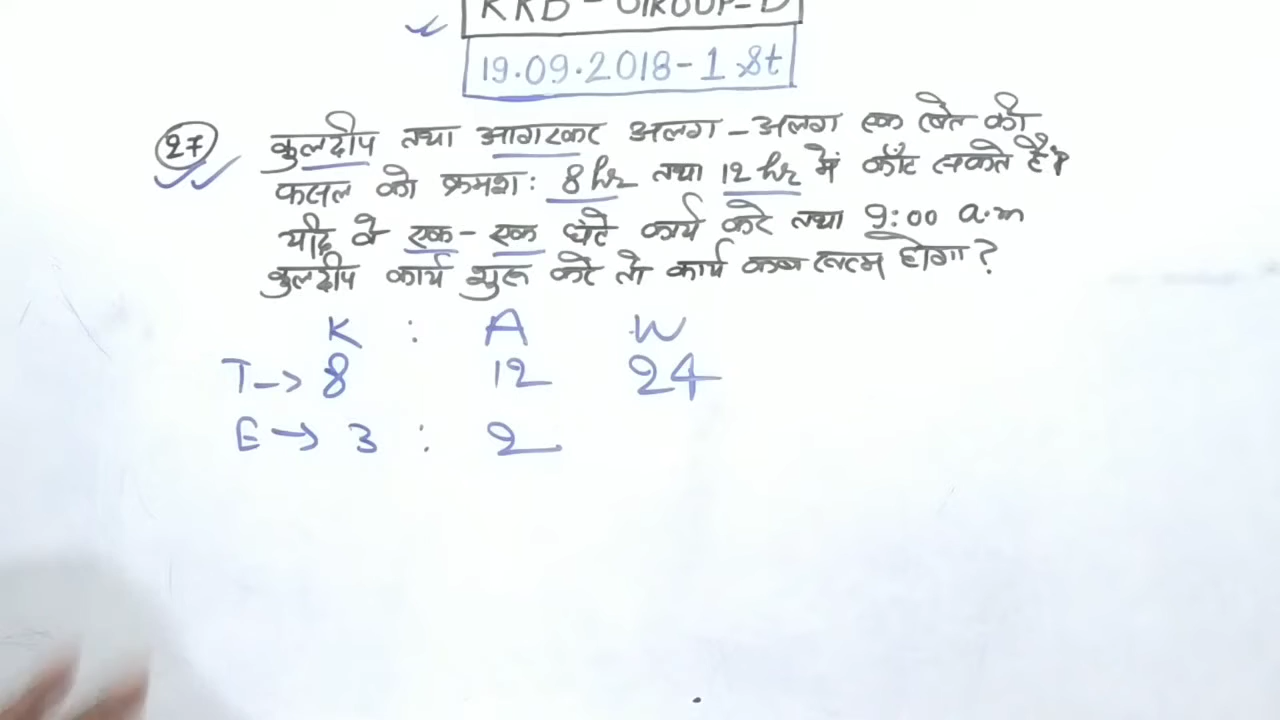 RRB - GROUP-D
19.09.2018 - 1 st
27 कुलदीप तथा आगरकर अलग - अलग एक खेत की
फसल को क्रमश: 8 hr तथा 12 hr में काँट सकते है।
यदि वे एक - एक घंटे कार्य करे तथा 9:00 a.m
कुलदीप कार्य शुरू करे तो कार्य कब खत्म होगा?
K : A W
T → 8 12 24
E → 3 : 2